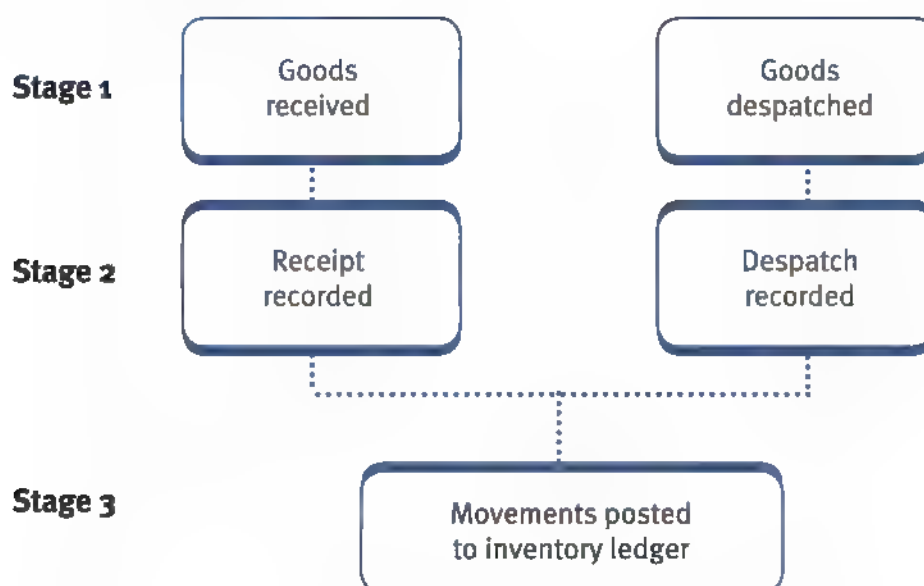 Stage 1
Goods
received
Goods
despatched
Stage 2
Receipt
recorded
Despatch
recorded
Stage 3
Movements posted
to inventory ledger